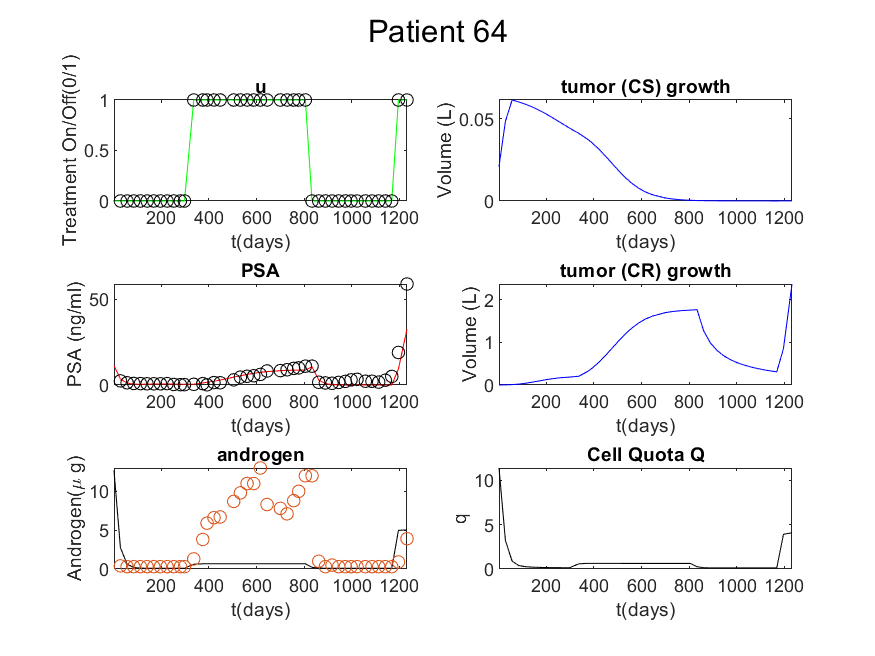 Patient 64
u
Treatment On/Off(0/1)
1
0.5
0
200 400 600 800 1000 1200
t(days)
tumor (CS) growth
Volume (L)
0.05
0
200 400 600 800 1000 1200
t(days)
PSA
PSA (ng/ml)
50
0
200 400 600 800 1000 1200
t(days)
tumor (CR) growth
Volume (L)
2
1
0
200 400 600 800 1000 1200
t(days)
androgen
Androgen(μ g)
10
5
0
200 400 600 800 1000 1200
t(days)
Cell Quota Q
q
10
5
0
200 400 600 800 1000 1200
t(days)